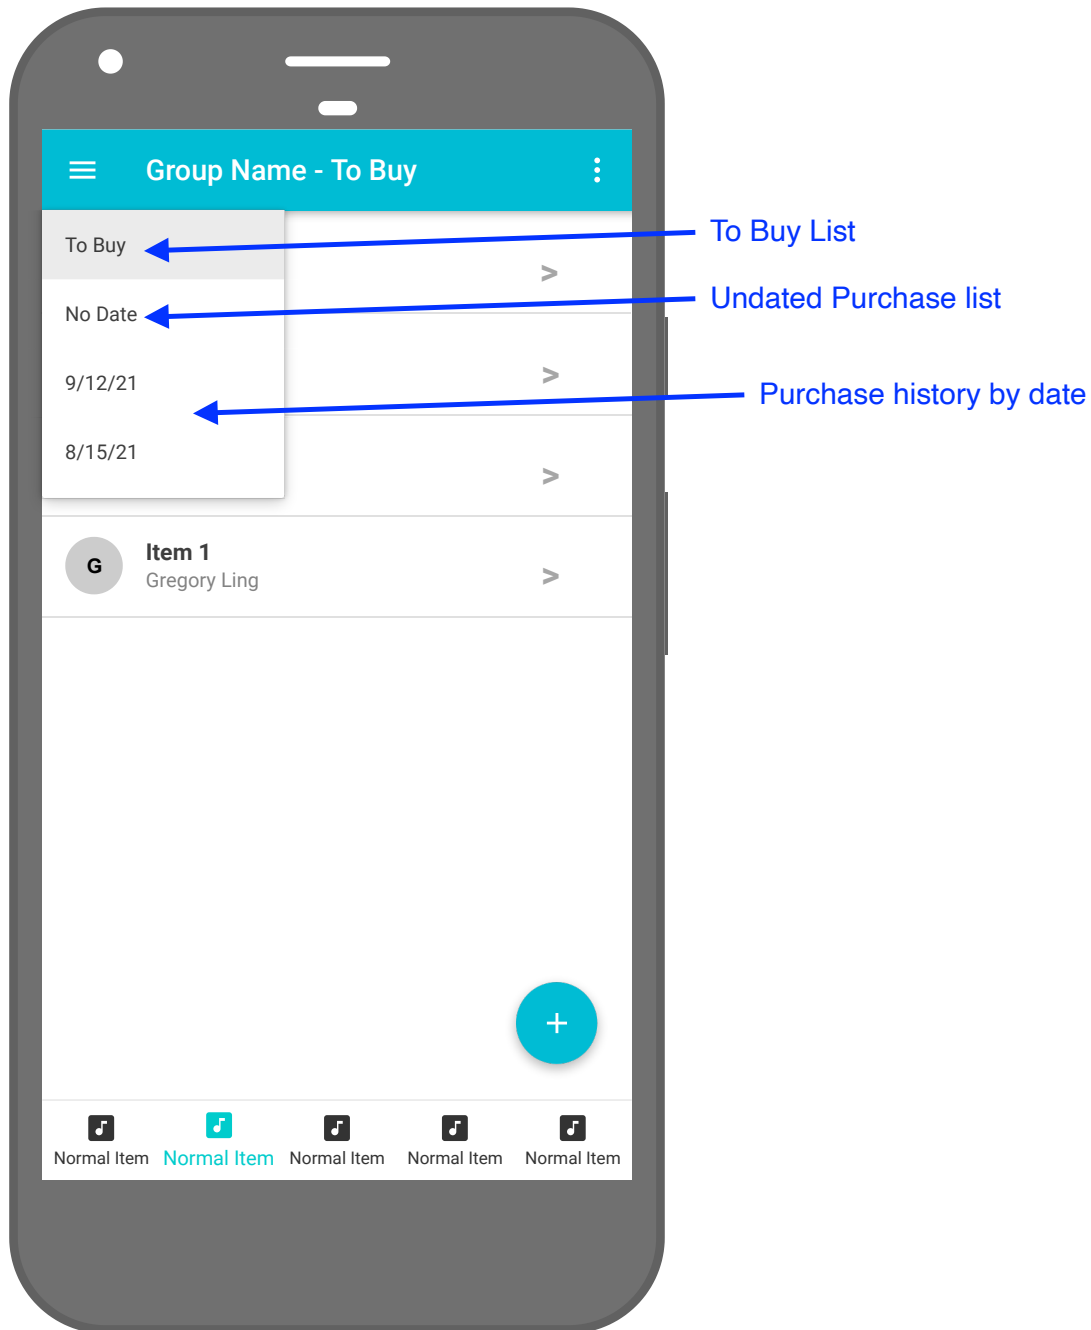 Group Name - To Buy
To Buy
No Date
9/12/21
8/15/21
To Buy List
Undated Purchase list
Purchase history by date
>
>
>
G
Item 1
Gregory Ling
>
+
Normal Item
Normal Item
Normal Item
Normal Item
Normal Item